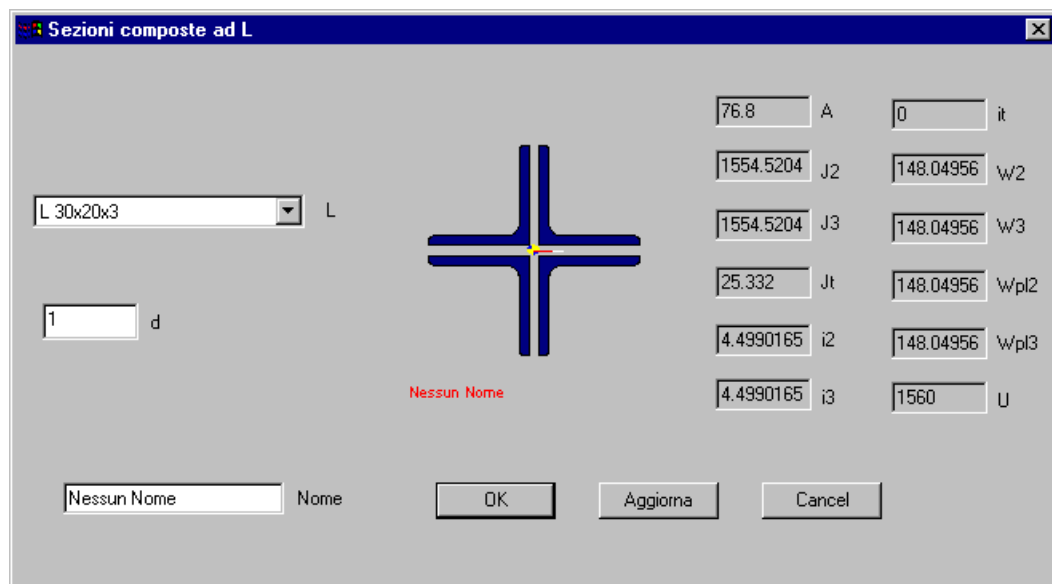 Sezioni composte ad L
76.8 A 0 it
1554.5204 J2 148.04956 W2
L 30x20x3 L
1554.5204 J3 148.04956 W3
25.332 Jt 148.04956 Wpl2
1 d
4.4990165 i2 148.04956 Wpl3
Nessun Nome
4.4990165 i3 1560 U
Nessun Nome Nome OK Aggiorna Cancel